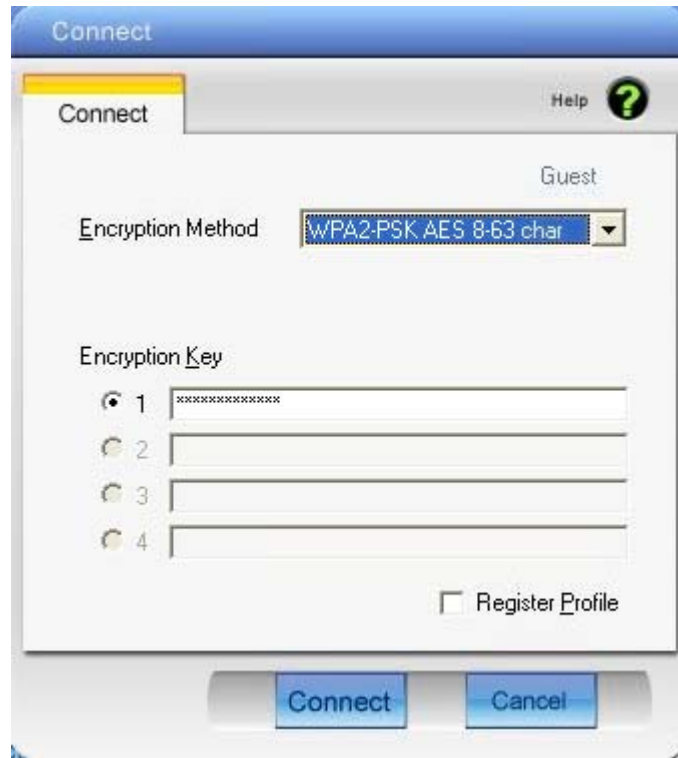 Connect
Connect
Help ?
Guest
Encryption Method WPA2-PSK AES 8-63 char
Encryption Key
1 *************
2
3
4
Register Profile
Connect Cancel